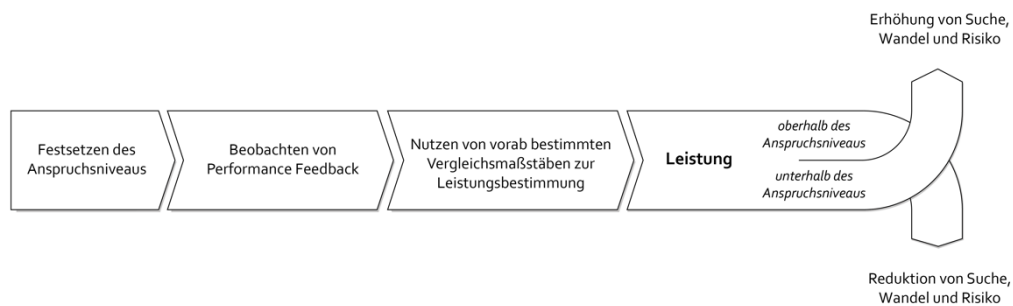 Erhöhung von Suche,
Wandel und Risiko
Festsetzen des
Anspruchsniveaus
Beobachten von
Performance Feedback
Nutzen von vorab bestimmten
Vergleichsmaßstäben zur
Leistungsbestimmung
Leistung
oberhalb des
Anspruchsniveaus
unterhalb des
Anspruchsniveaus
Reduktion von Suche,
Wandel und Risiko